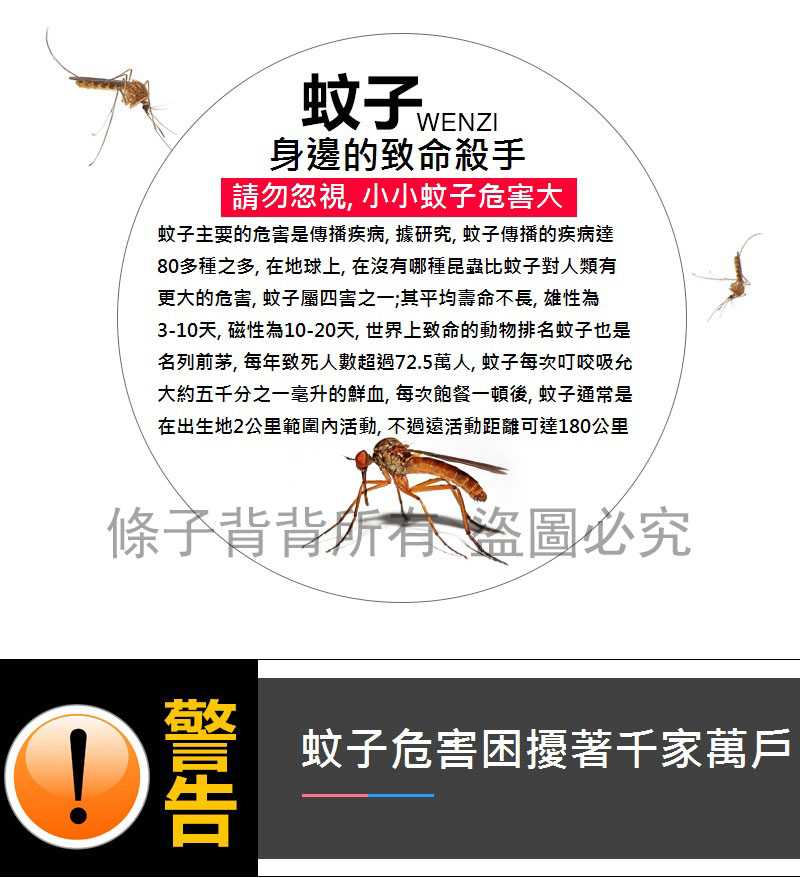 蚊子 WENZI
身邊的致命殺手
請勿忽視, 小小蚊子危害大
蚊子主要的危害是傳播疾病, 據研究, 蚊子傳播的疾病達
80多種之多, 在地球上, 在沒有哪種昆蟲比蚊子對人類有
更大的危害, 蚊子屬四害之一;其平均壽命不長, 雄性為
3-10天, 磁性為10-20天, 世界上致命的動物排名蚊子也是
名列前茅, 每年致死人數超過72.5萬人, 蚊子每次叮咬吸允
大約五千分之一毫升的鮮血, 每次飽餐一頓後, 蚊子通常是
在出生地2公里範圍內活動, 不過遠活動距離可達180公里
條子背背所有 盜圖必究
警告
蚊子危害困擾著千家萬戶